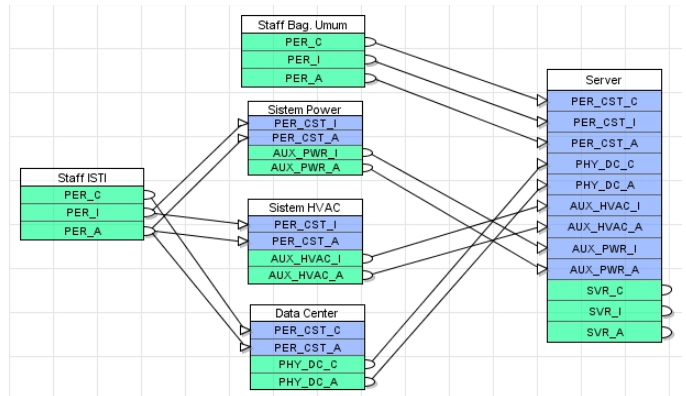 Staff Bag. Umum
PER_C
PER_I
PER_A
Sistem Power
PER_CST_I
PER_CST_A
AUX_PWR_I
AUX_PWR_A
Staff ISTI
PER_C
PER_I
PER_A
Sistem HVAC
PER_CST_I
PER_CST_A
AUX_HVAC_I
AUX_HVAC_A
Data Center
PER_CST_C
PER_CST_A
PHY_DC_C
PHY_DC_A
Server
PER_CST_C
PER_CST_I
PER_CST_A
PHY_DC_C
PHY_DC_A
AUX_HVAC_I
AUX_HVAC_A
AUX_PWR_I
AUX_PWR_A
SVR_C
SVR_I
SVR_A